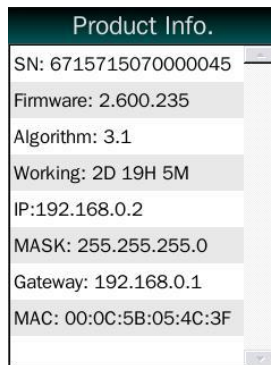 Product Info.
SN: 6715715070000045
Firmware: 2.600.235
Algorithm: 3.1
Working: 2D 19H 5M
IP:192.168.0.2
MASK: 255.255.255.0
Gateway: 192.168.0.1
MAC: 00:0C:5B:05:4C:3F